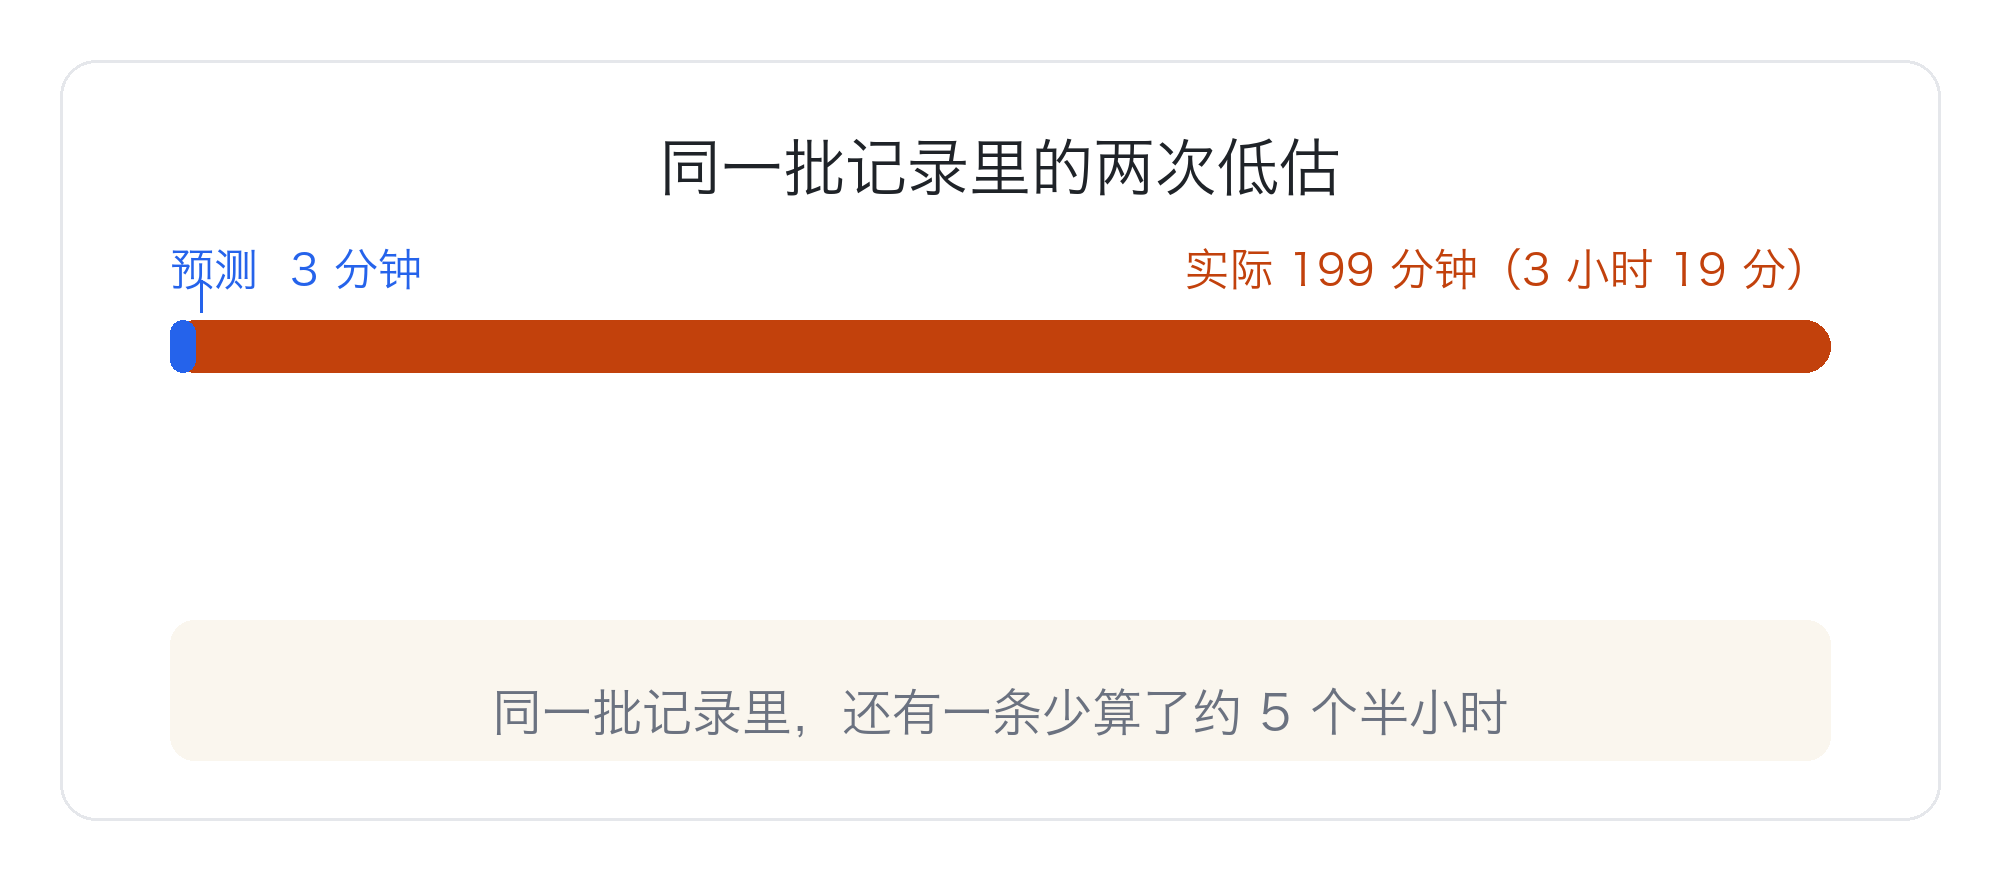 同一批记录里的两次低估
预测 3 分钟
实际 199 分钟（3 小时 19 分）
同一批记录里，还有一条少算了约 5 个半小时